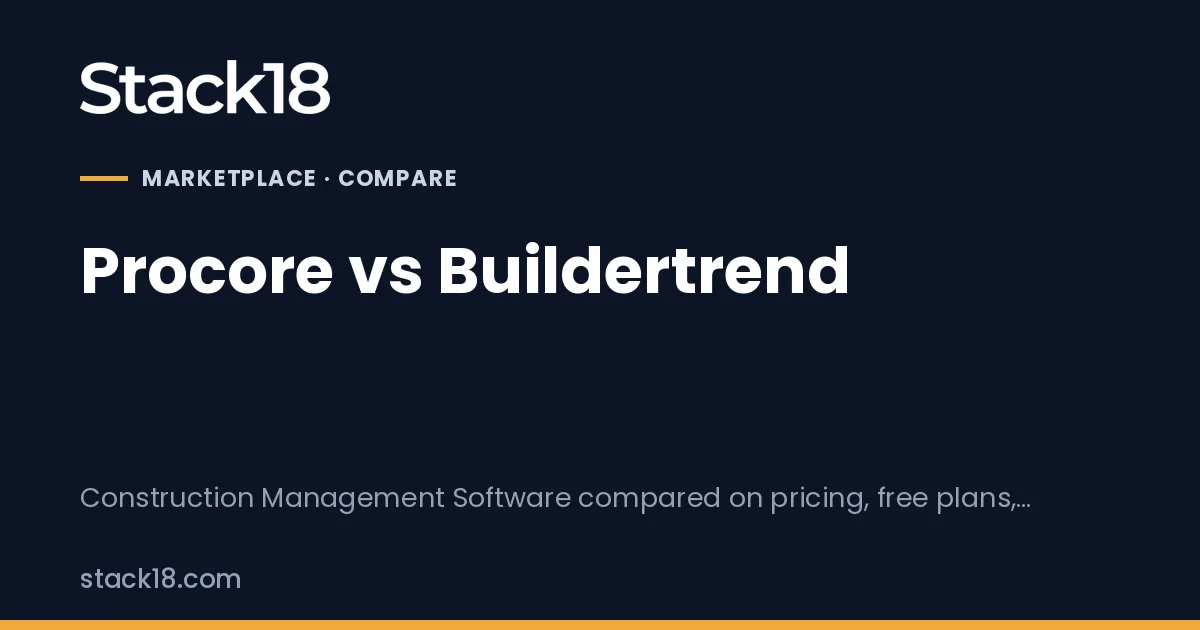 Stack18
MARKETPLACE · COMPARE
Procore vs Buildertrend
Construction Management Software compared on pricing, free plans,...
stack18.com